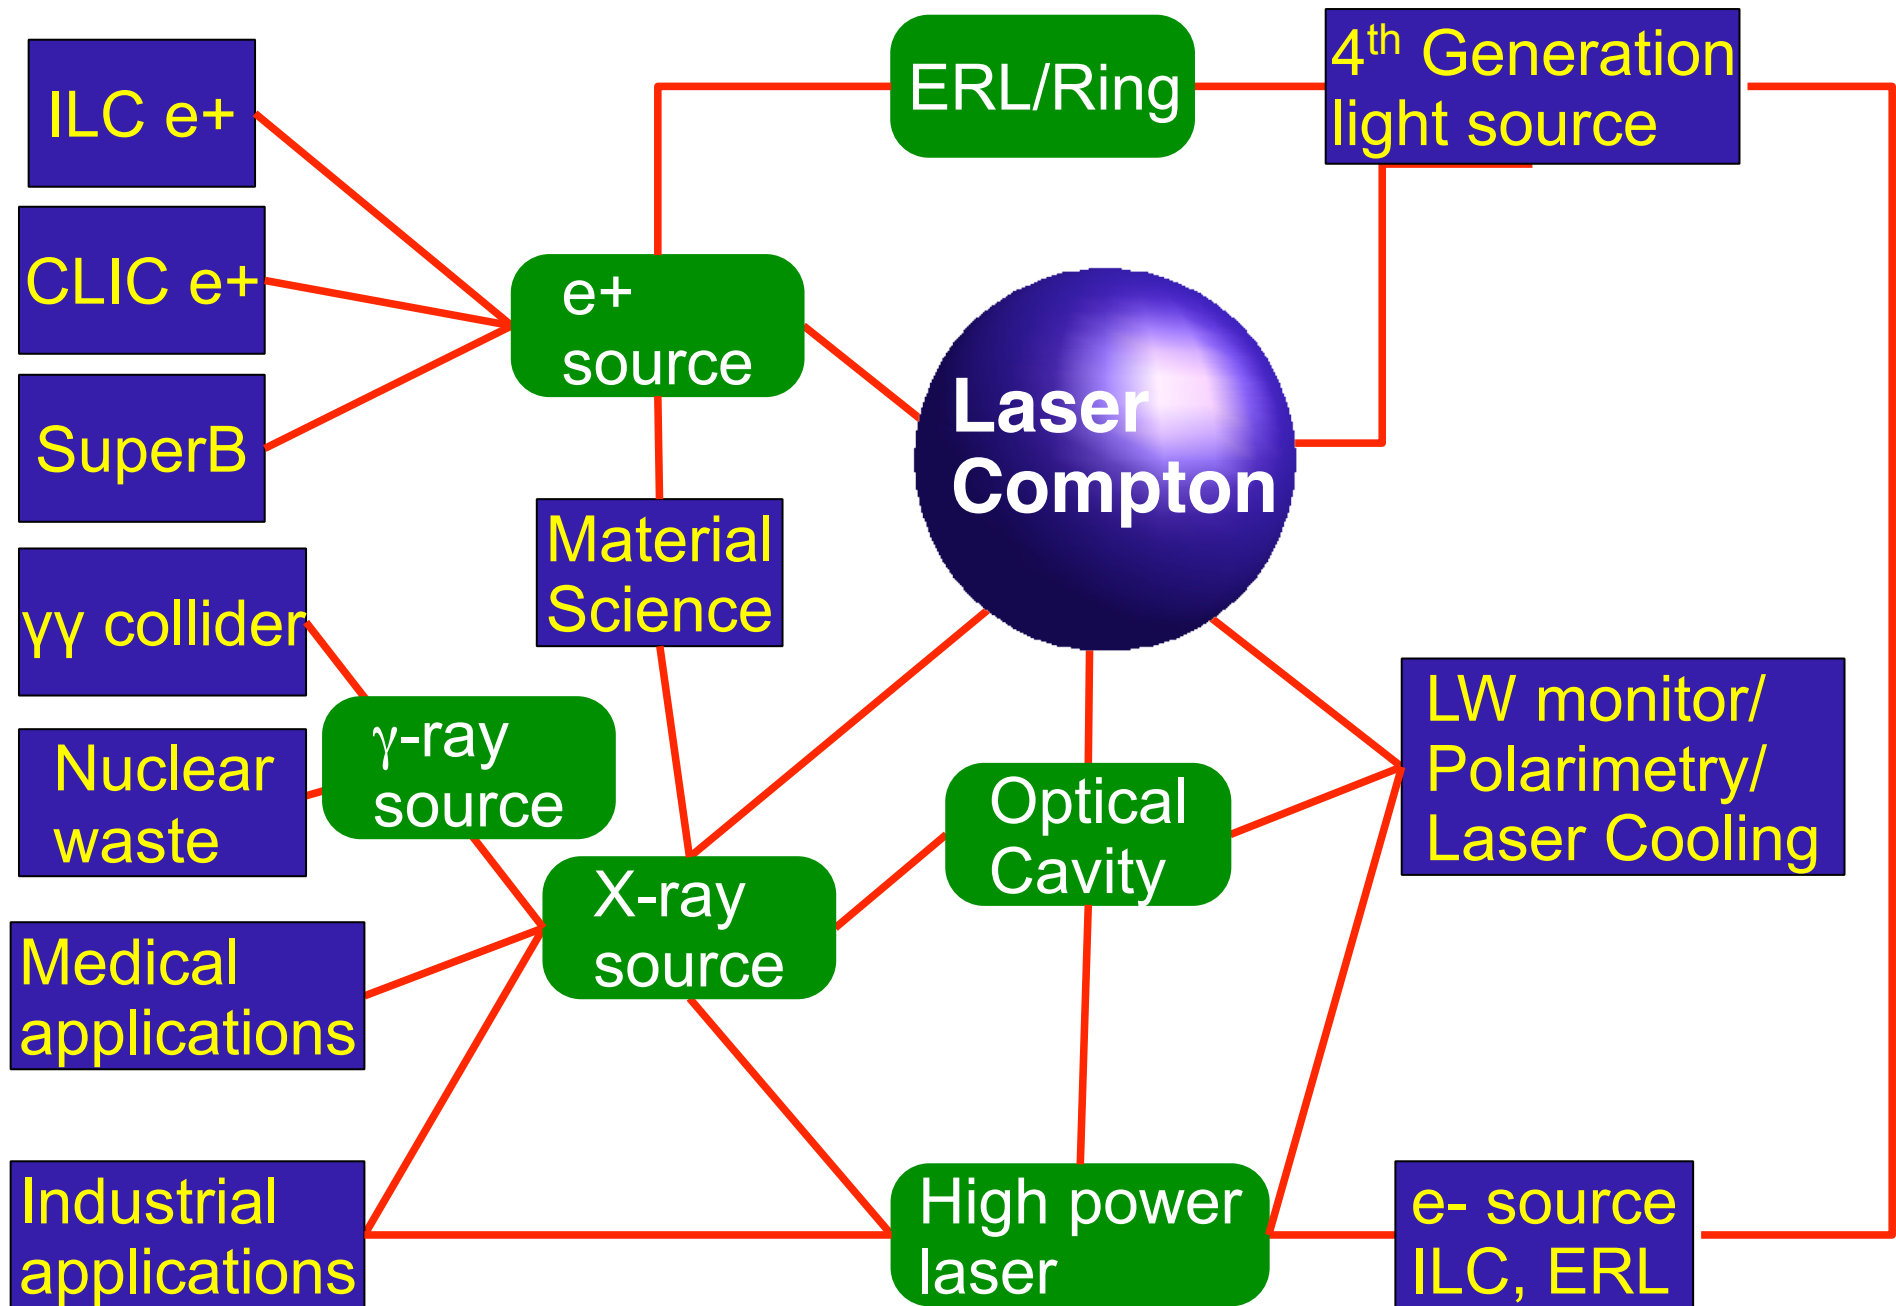 ILC e+
ERL/Ring
4th Generation
light source
CLIC e+
e+
source
SuperB
Laser
Compton
Material
Science
γγ collider
γ-ray
source
Nuclear
waste
LW monitor/
Polarimetry/
Laser Cooling
Optical
Cavity
X-ray
source
Medical
applications
Industrial
applications
High power
laser
e- source
ILC, ERL